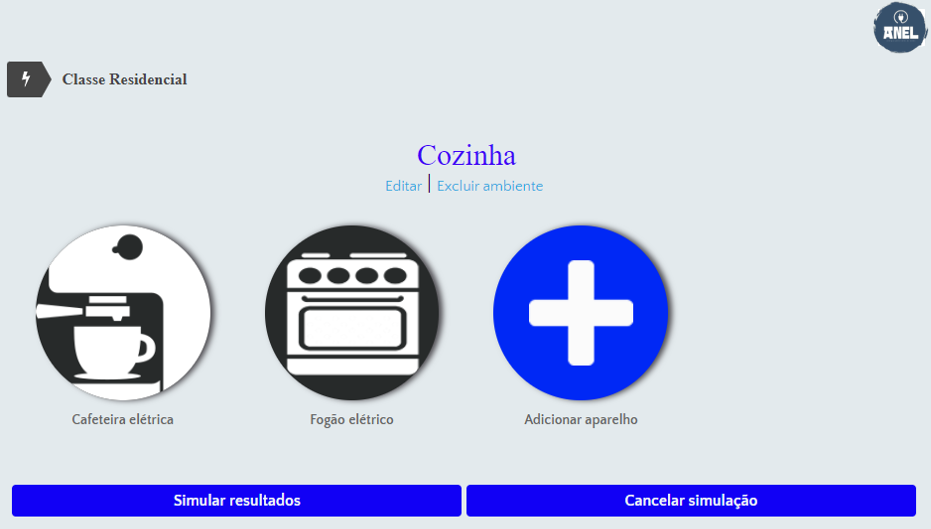 ANEL
Classe Residencial
Cozinha
Editar | Excluir ambiente
Cafeteira elétrica
Fogão elétrico
Adicionar aparelho
Simular resultados
Cancelar simulação